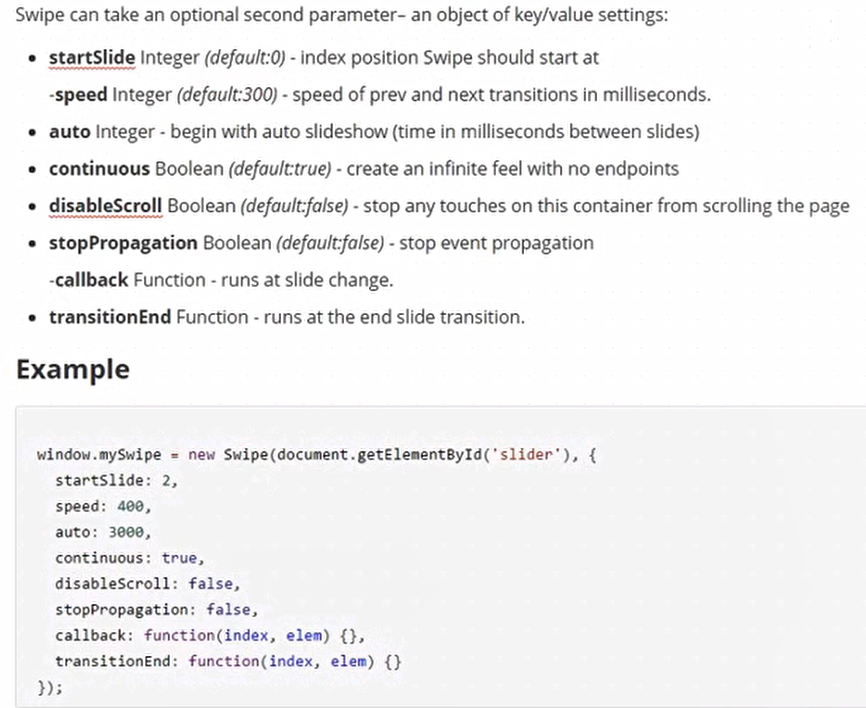 Swipe can take an optional second parameter– an object of key/value settings:
• startSlide Integer (default:0) - index position Swipe should start at
-speed Integer (default:300) - speed of prev and next transitions in milliseconds.
• auto Integer - begin with auto slideshow (time in milliseconds between slides)
• continuous Boolean (default:true) - create an infinite feel with no endpoints
• disableScroll Boolean (default:false) - stop any touches on this container from scrolling the page
• stopPropagation Boolean (default:false) - stop event propagation
-callback Function - runs at slide change.
• transitionEnd Function - runs at the end slide transition.
Example
window.mySwipe = new Swipe(document.getElementById('slider'), {
  startSlide: 2,
  speed: 400,
  auto: 3000,
  continuous: true,
  disableScroll: false,
  stopPropagation: false,
  callback: function(index, elem) {},
  transitionEnd: function(index, elem) {}
});